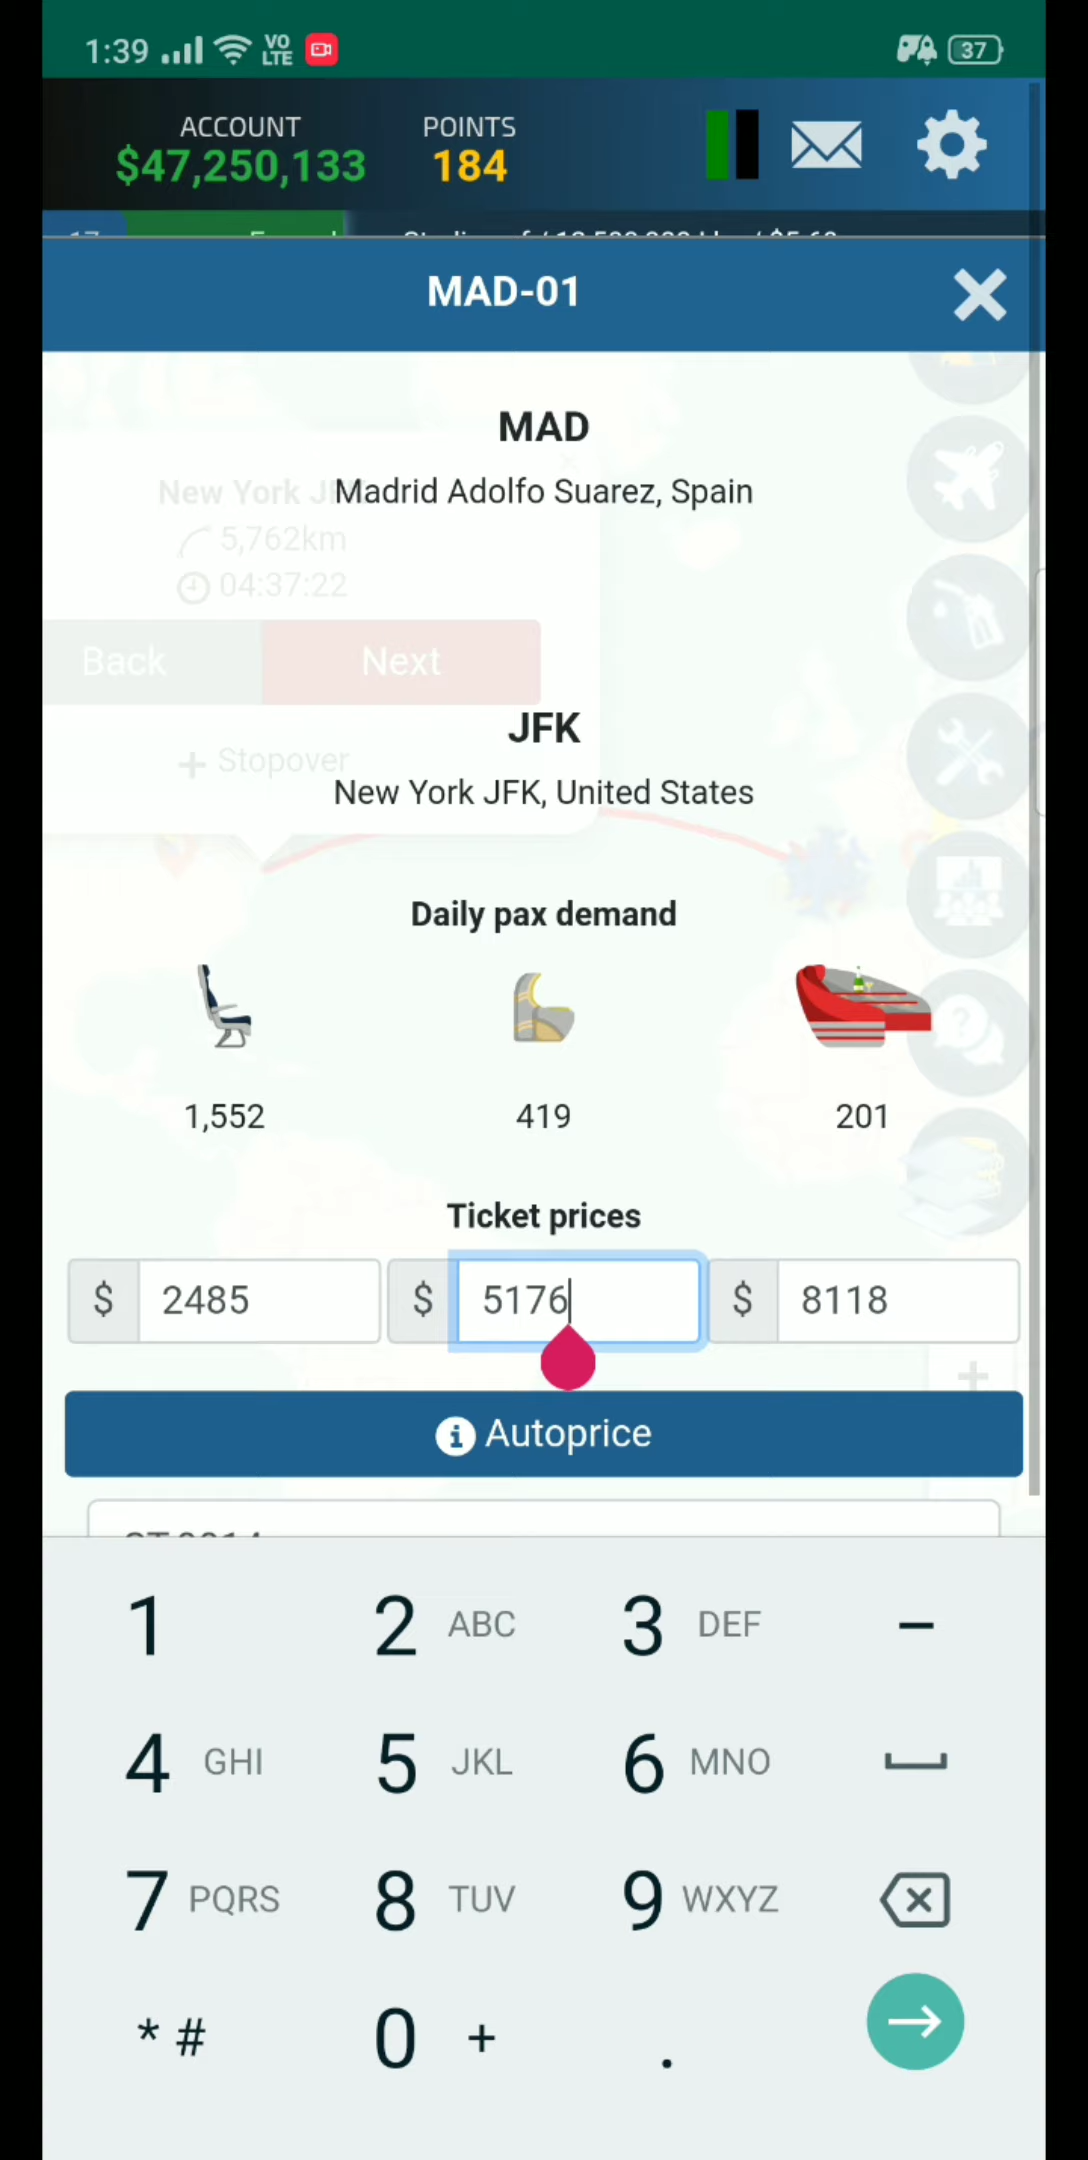 1:39 VO LTE 37
ACCOUNT POINTS
$47,250,133 184
MAD-01
MAD
New York
Madrid Adolfo Suarez, Spain
5,762km
04:37:22
Back Next
JFK
+ Stopover
New York JFK, United States
Daily pax demand
1,552 419 201
Ticket prices
$ 2485 $ 5176 $ 8118
Autoprice
1 2 ABC 3 DEF –
4 GHI 5 JKL 6 MNO
7 PQRS 8 TUV 9 WXYZ
* # 0 + .